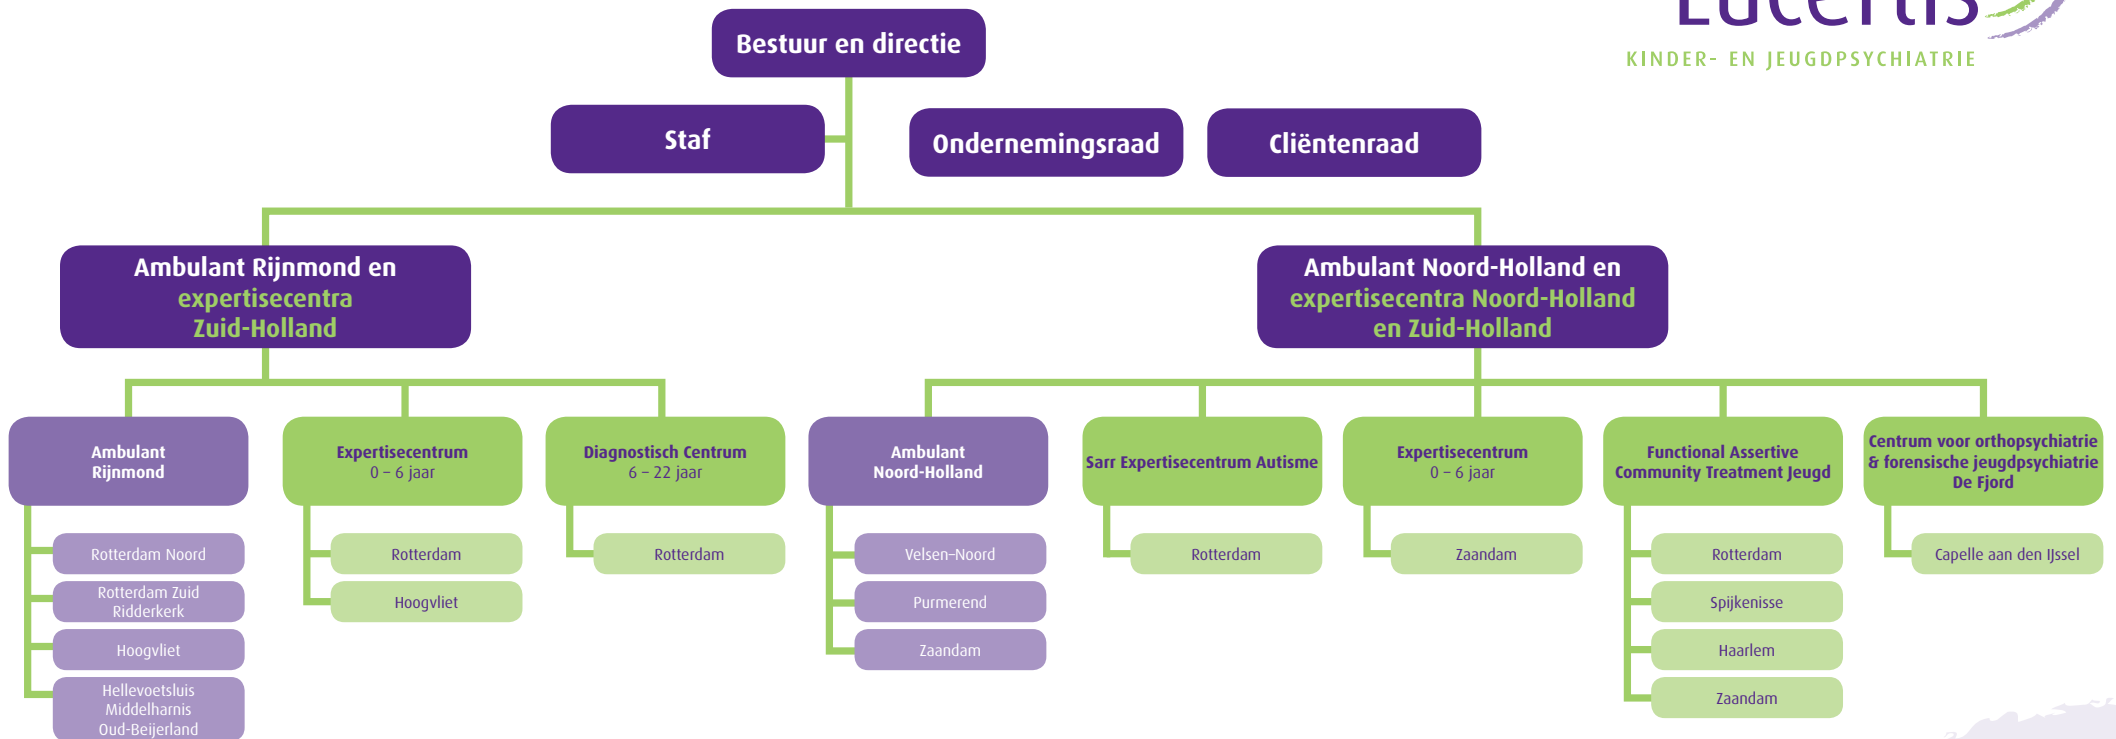 Lucertis
KINDER- EN JEUGDPSYCHIATRIE
Bestuur en directie
Staf
Ondernemingsraad
Cliëntenraad
Ambulant Rijnmond en
expertisecentra
Zuid-Holland
Ambulant Noord-Holland en
expertisecentra Noord-Holland
en Zuid-Holland
Ambulant
Rijnmond
Rotterdam Noord
Rotterdam Zuid
Ridderkerk
Hoogvliet
Hellevoetsluis
Middelharnis
Oud-Beijerland
Expertisecentrum
0 – 6 jaar
Rotterdam
Hoogvliet
Diagnostisch Centrum
6 – 22 jaar
Rotterdam
Ambulant
Noord-Holland
Velsen–Noord
Purmerend
Zaandam
Sarr Expertisecentrum Autisme
Rotterdam
Expertisecentrum
0 – 6 jaar
Zaandam
Functional Assertive
Community Treatment Jeugd
Rotterdam
Spijkenisse
Haarlem
Zaandam
Centrum voor orthopsychiatrie
& forensische jeugdpsychiatrie
De Fjord
Capelle aan den IJssel